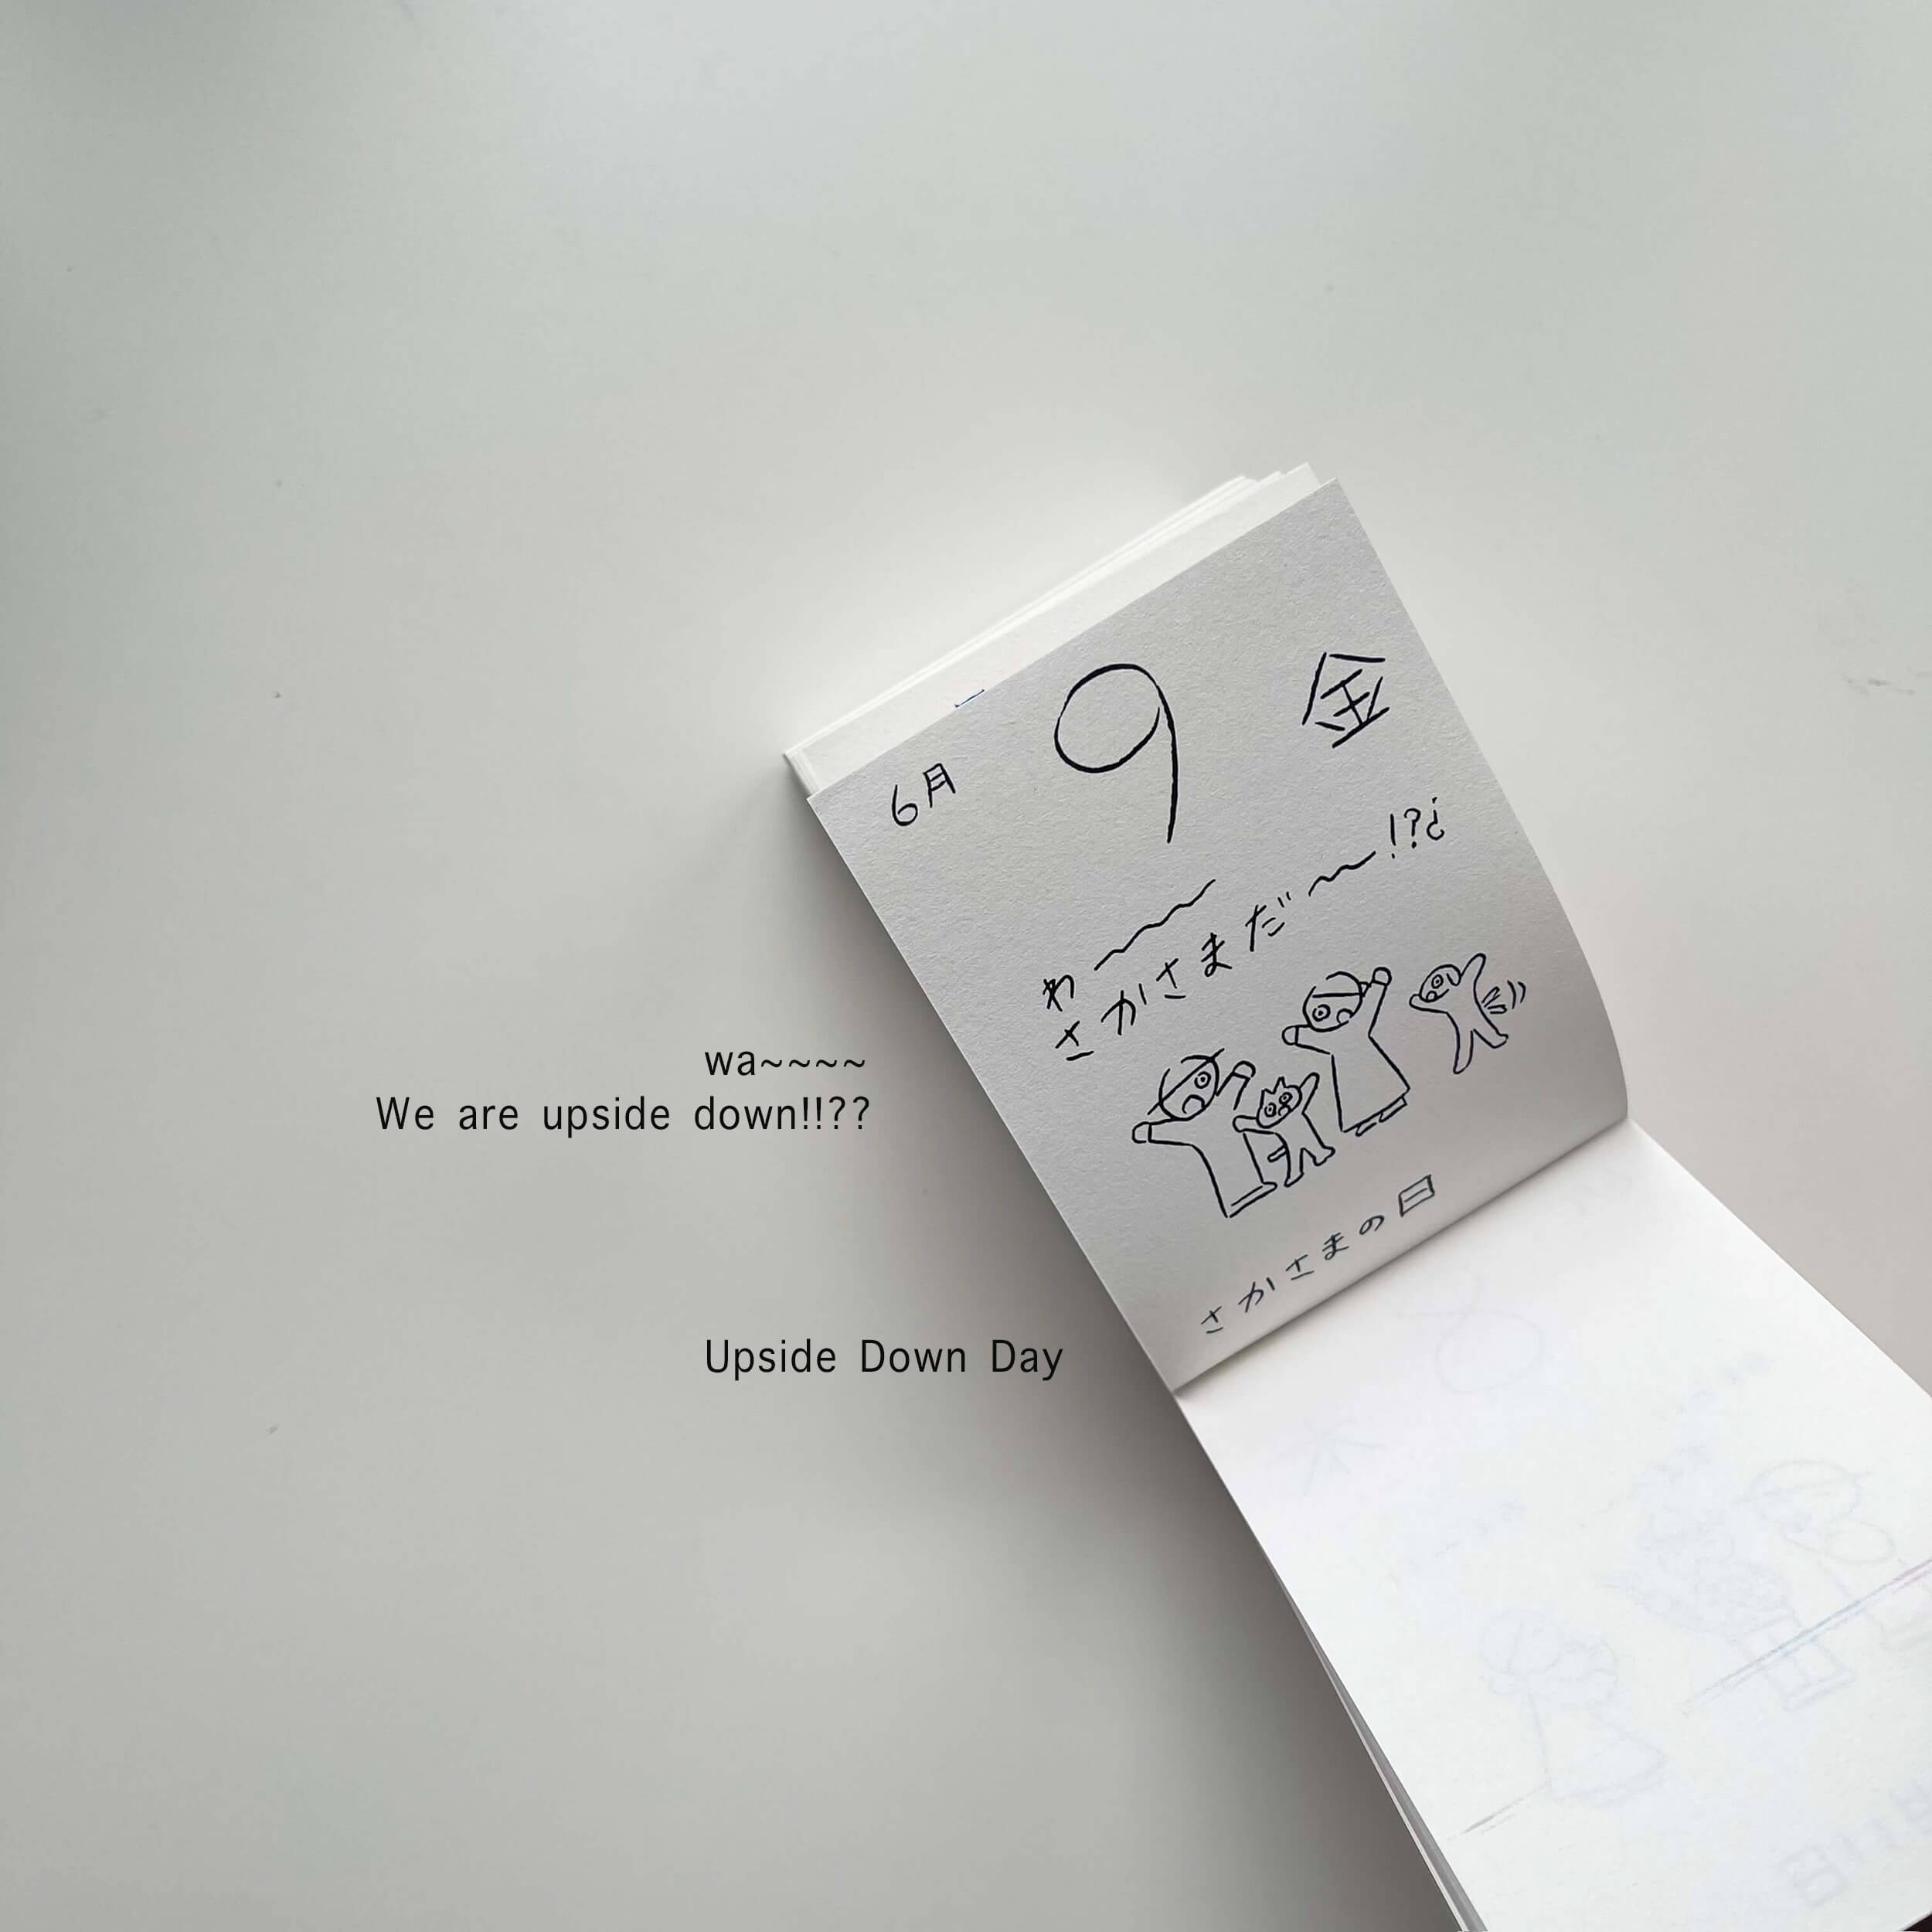 6月 9 金
わ〜〜〜
さかさまだ〜〜!?¿
さかさまの日
wa~~~~
We are upside down!!??
Upside Down Day